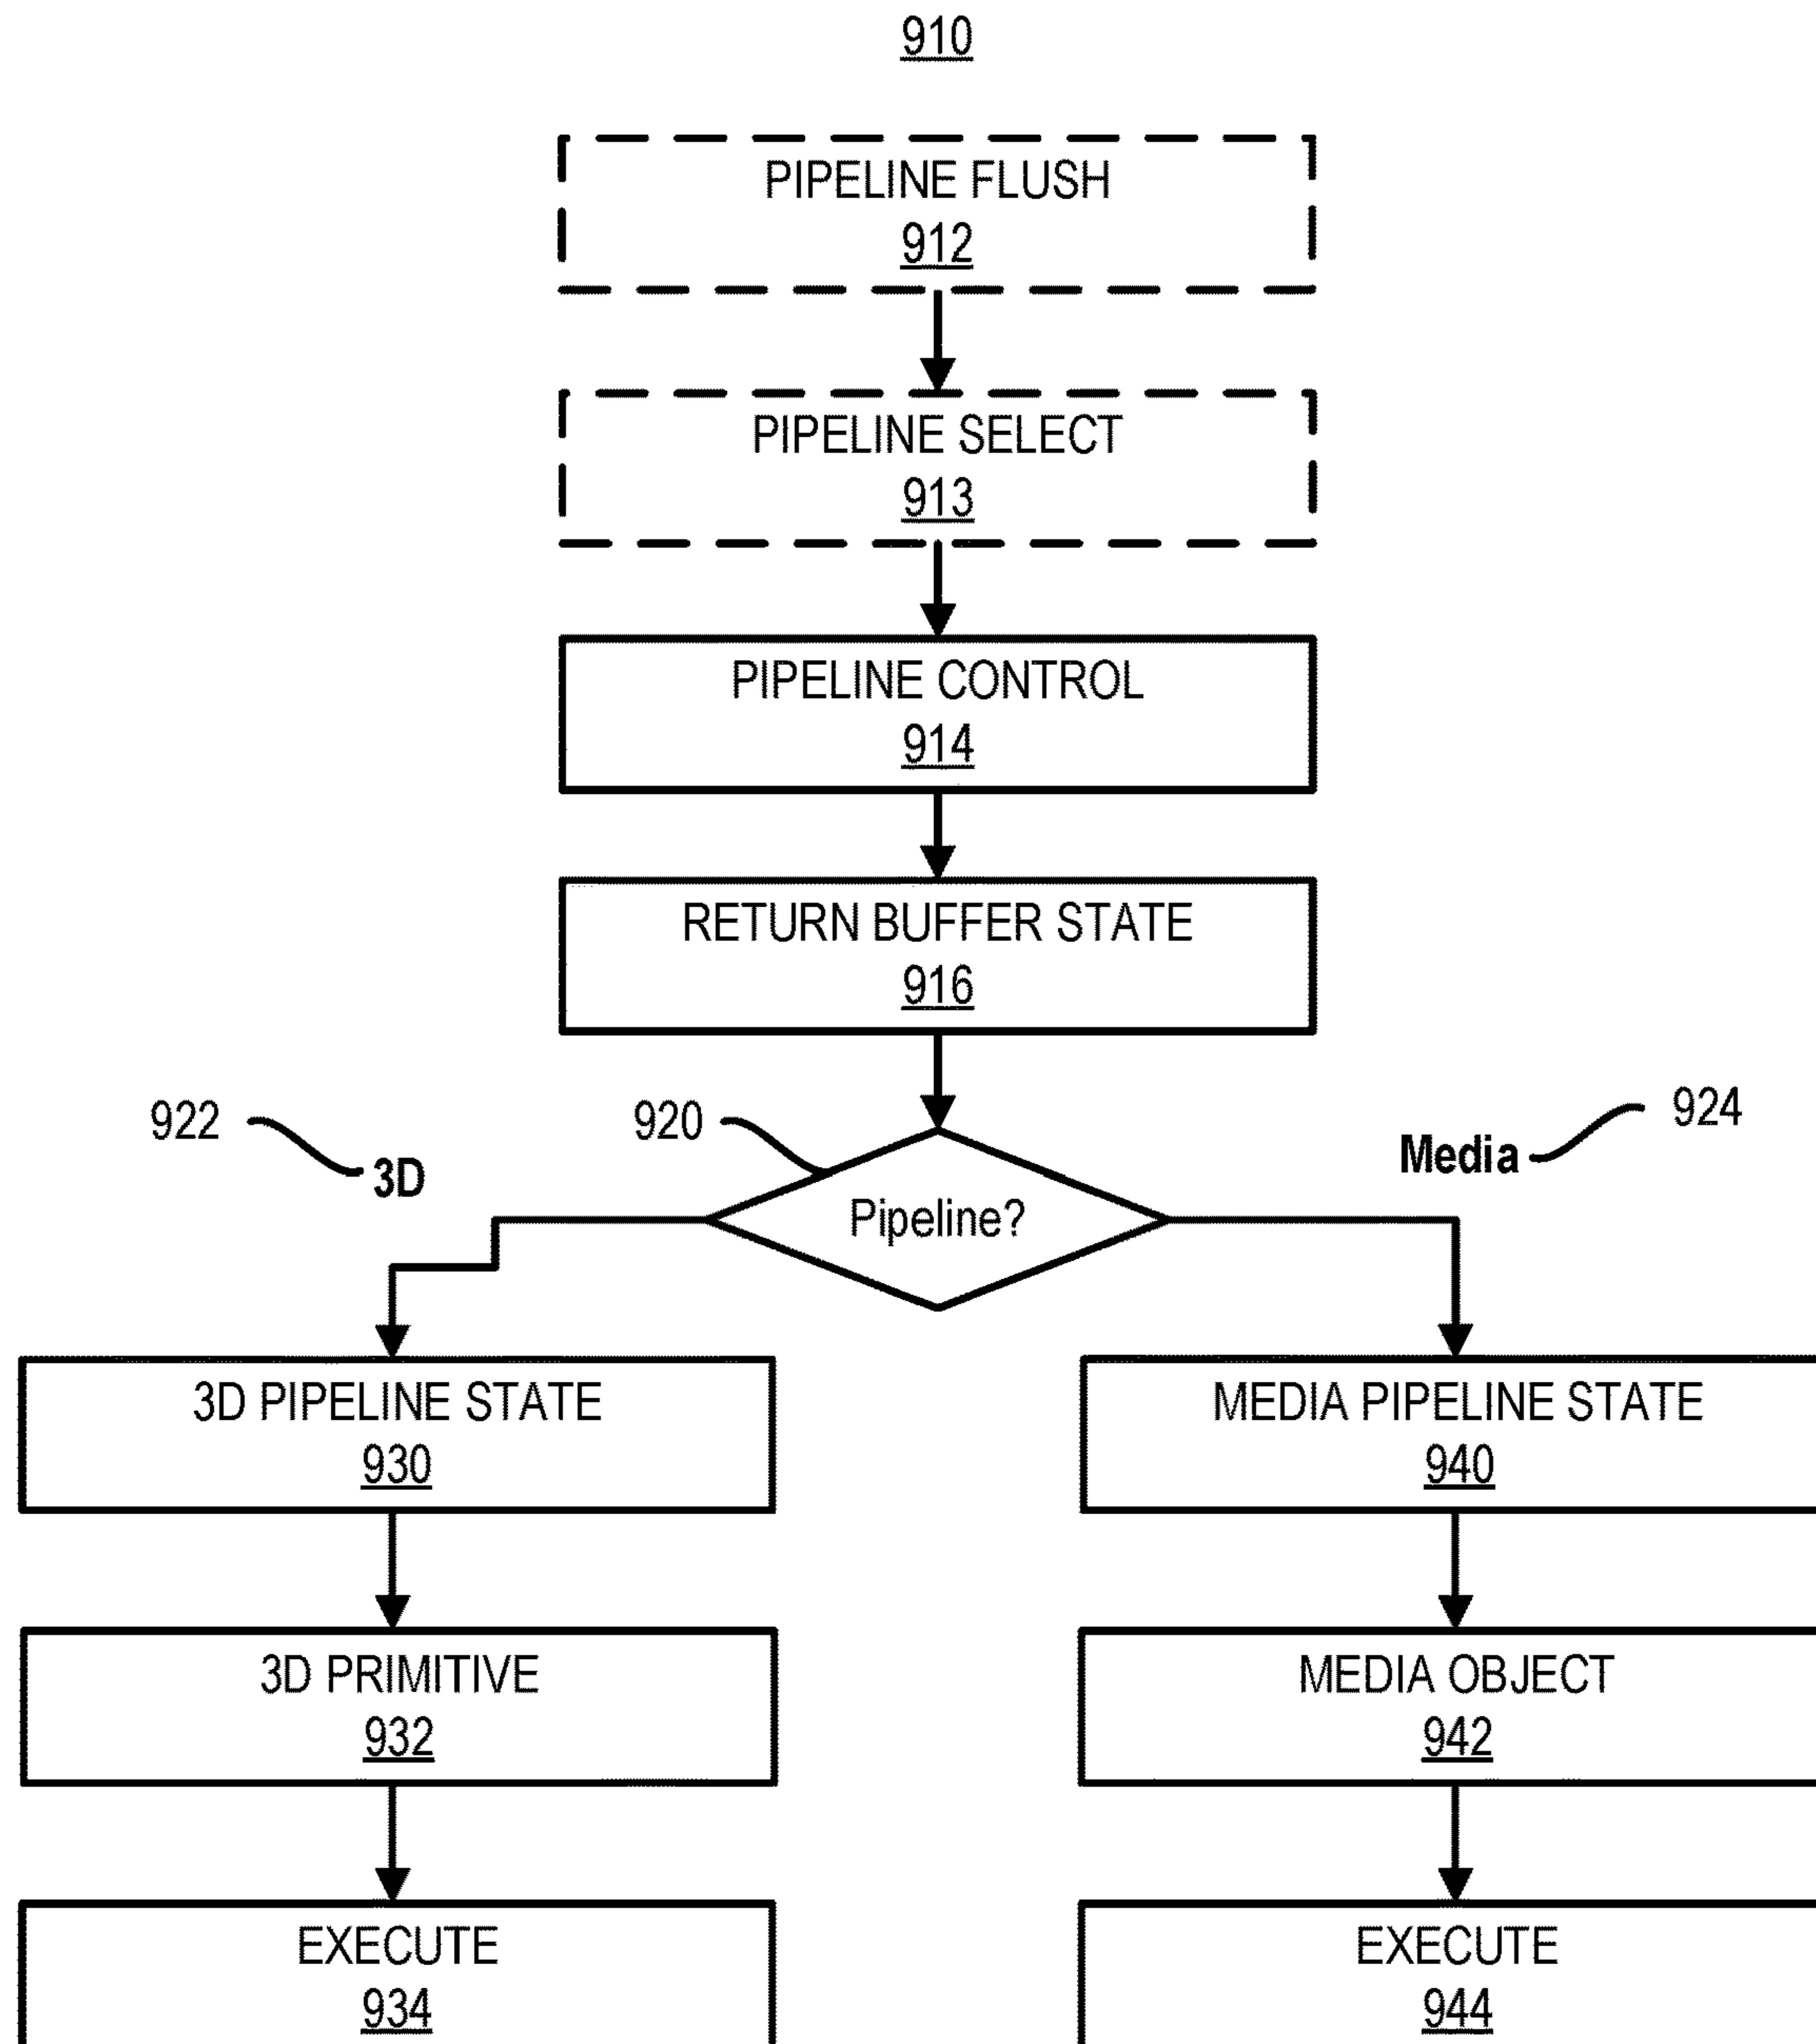 910
PIPELINE FLUSH
912
PIPELINE SELECT
913
PIPELINE CONTROL
914
RETURN BUFFER STATE
916
922
920
924
3D
Media
Pipeline?
3D PIPELINE STATE
930
MEDIA PIPELINE STATE
940
3D PRIMITIVE
932
MEDIA OBJECT
942
EXECUTE
934
EXECUTE
944